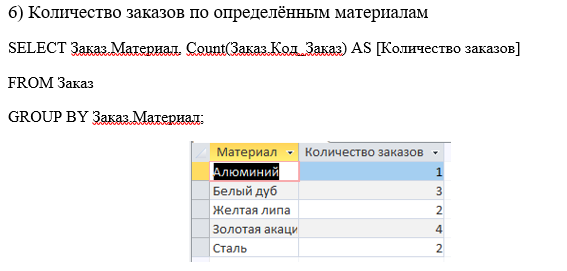 6) Количество заказов по определённым материалам
SELECT Заказ.Материал, Count(Заказ.Код_Заказ) AS [Количество заказов]
FROM Заказ
GROUP BY Заказ.Материал;
Материал Количество заказов
Алюминий 1
Белый дуб 3
Желтая липа 2
Золотая акаци 4
Сталь 2